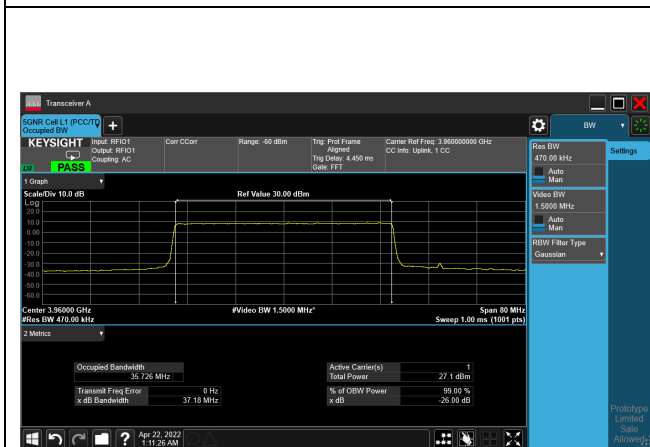 Transceiver A
5GNR Cell L1 (PCC/TD
Occupied BW
BW
KEYSIGHT
Input: RFIO1
Output: RFIO1
Coupling: AC
Corr CCorr
Range: -60 dBm
Trig: Prot Frame
Aligned
Trig Delay: 4.450 ms
Gate: FFT
Carrier Ref Freq: 3.960000000 GHz
CC Info: Uplink, 1 CC
PASS
1 Graph
Scale/Div 10.0 dB
Ref Value 30.00 dBm
Log
20.0
10.0
0.00
-10.0
-20.0
-30.0
-40.0
-50.0
-60.0
Center 3.96000 GHz
#Video BW 1.5000 MHz*
Span 80 MHz
#Res BW 470.00 kHz
Sweep 1.00 ms (1001 pts)
2 Metrics
Occupied Bandwidth
35.726 MHz
Active Carrier(s) 1
Total Power 27.1 dBm
Transmit Freq Error 0 Hz
x dB Bandwidth 37.18 MHz
% of OBW Power 99.00 %
x dB -26.00 dB
Res BW
470.00 kHz
Auto
Man
Video BW
1.5000 MHz
Auto
Man
RBW Filter Type
Gaussian
Settings
Prototype
Limited
Sale
Allowed
Apr 22, 2022
1:11:26 AM